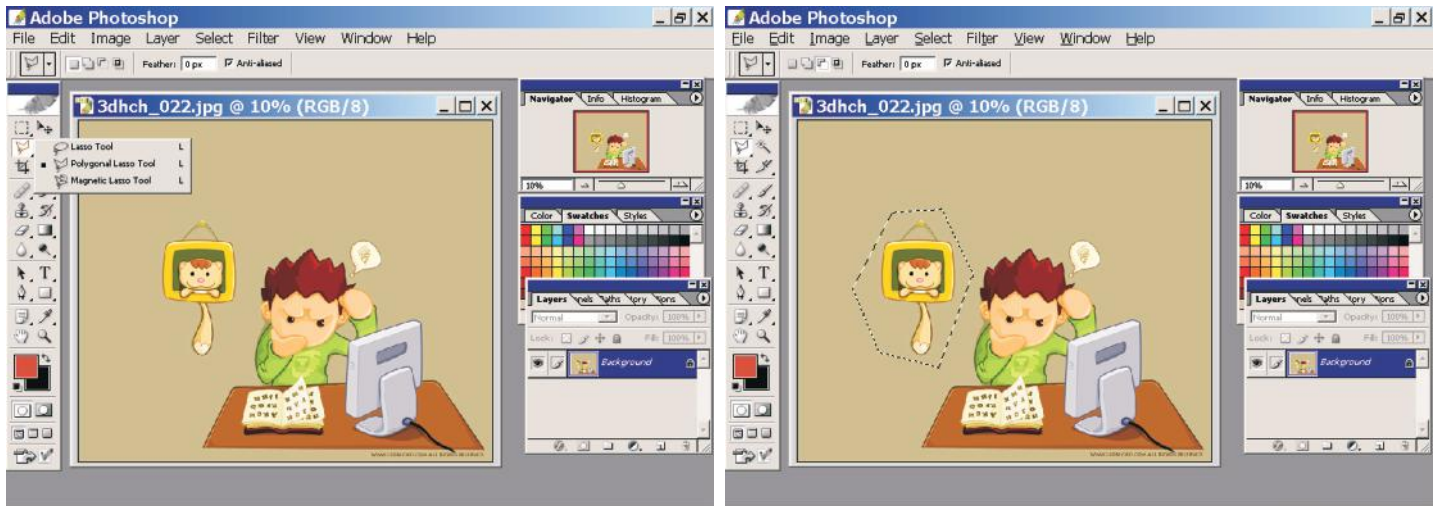 Adobe Photoshop
File Edit Image Layer Select Filter View Window Help
Feather: 0 px Anti-aliased
3dhch_022.jpg @ 10% (RGB/8)
Lasso Tool L
Polygonal Lasso Tool L
Magnetic Lasso Tool L
Navigator Info Histogram
10%
Color Swatches Styles
Layers
Normal Opacity: 100%
Lock: Fill: 100%
Background
Adobe Photoshop
File Edit Image Layer Select Filter View Window Help
Feather: 0 px Anti-aliased
3dhch_022.jpg @ 10% (RGB/8)
Navigator Info Histogram
10%
Color Swatches Styles
Layers
Normal Opacity: 100%
Lock: Fill: 100%
Background